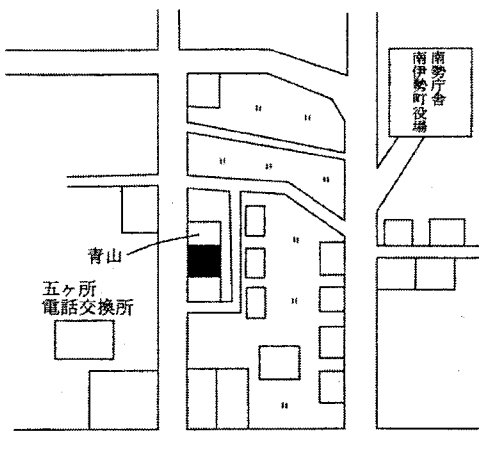 南勢庁舎
南伊勢町役場
青山
五ヶ所
電話交換所